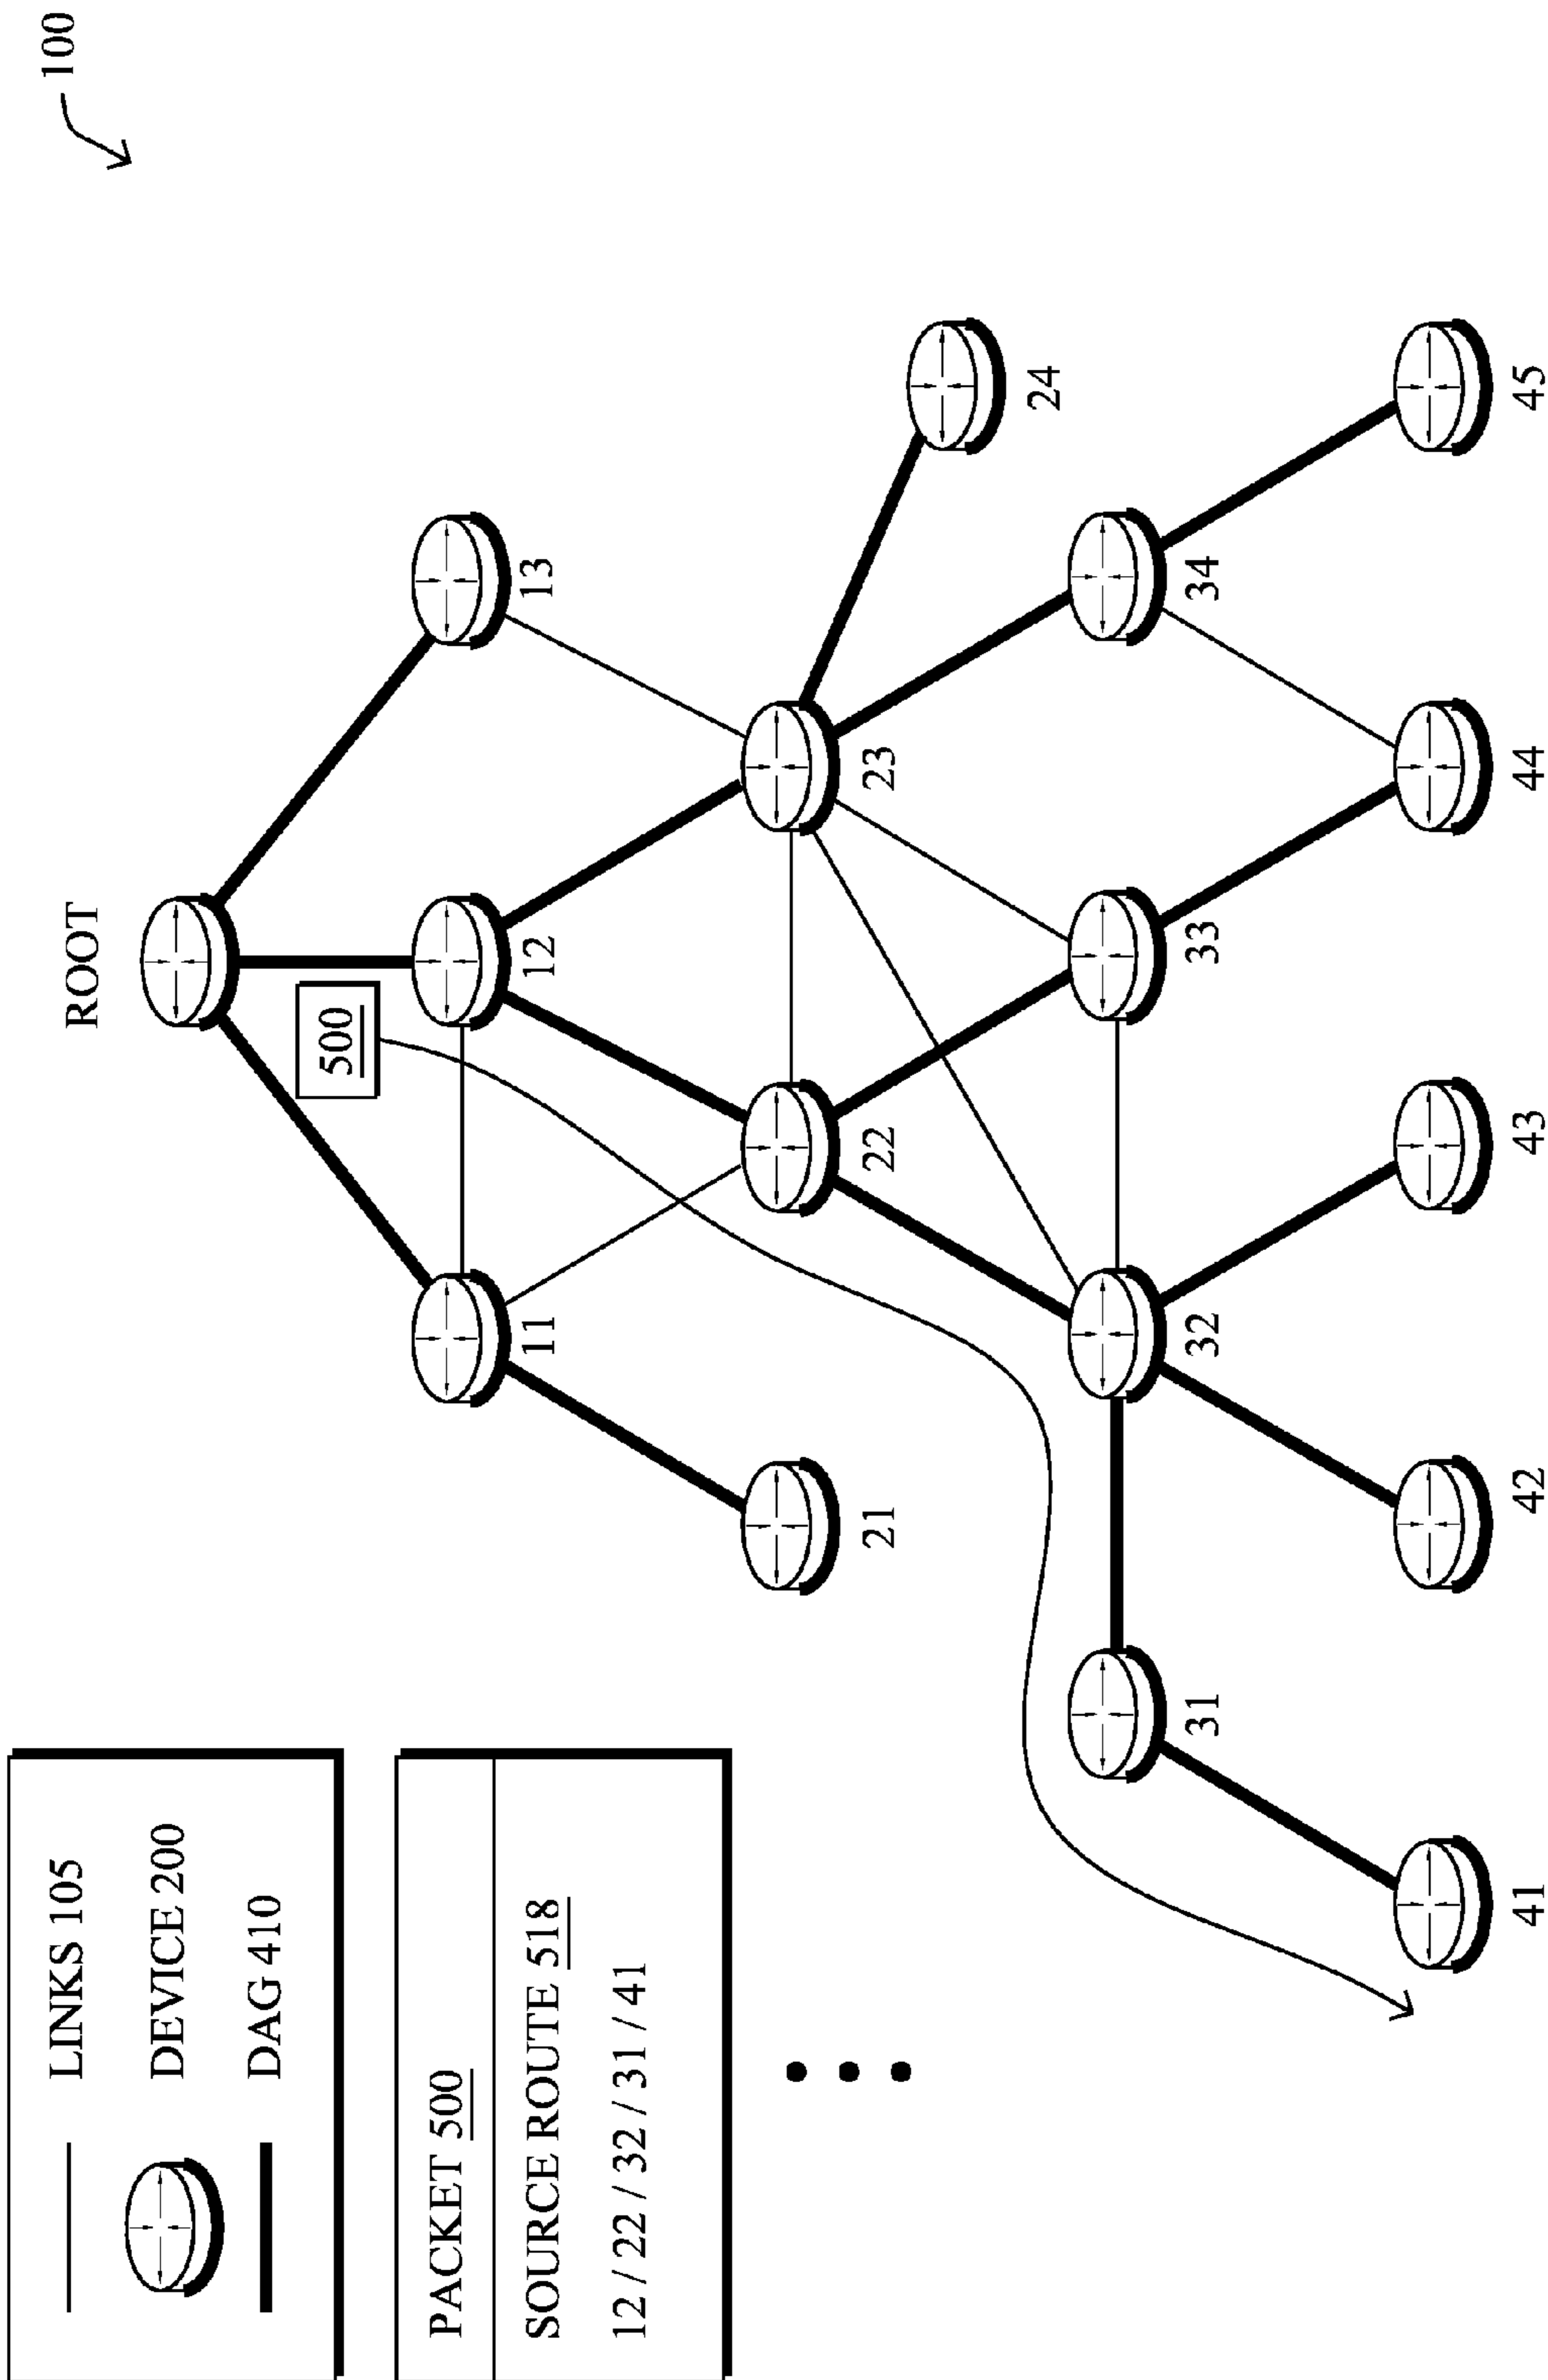 100
LINKS 105
DEVICE 200
DAG 410
PACKET 500
SOURCE ROUTE 518
12 / 22 / 32 / 31 / 41
ROOT
500
11
12
13
21
22
23
24
31
32
33
34
41
42
43
44
45